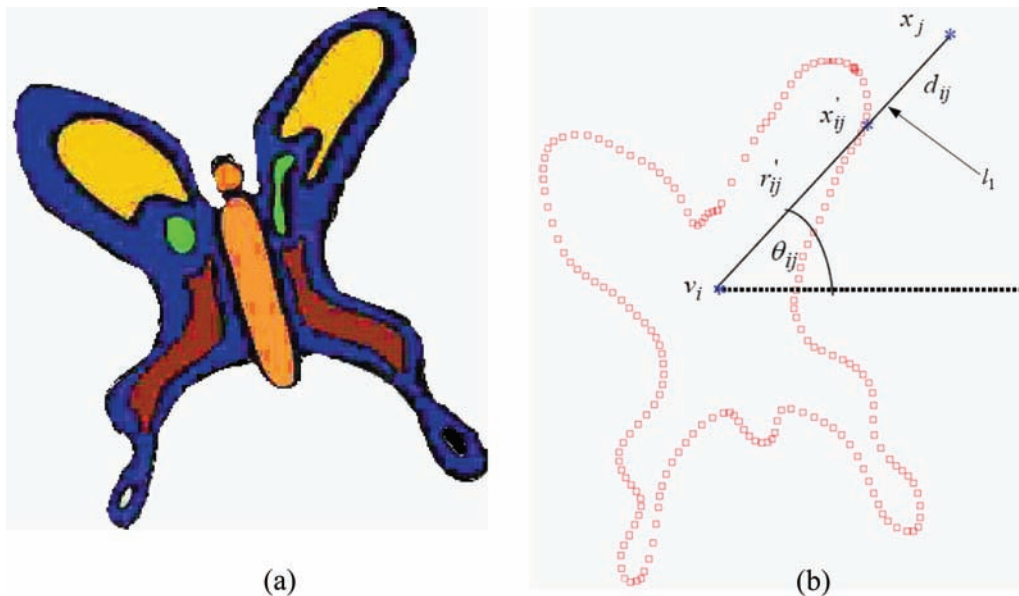 x_j
d_ij
x'_ij
l_1
r'_ij
θ_ij
v_i
(a) (b)